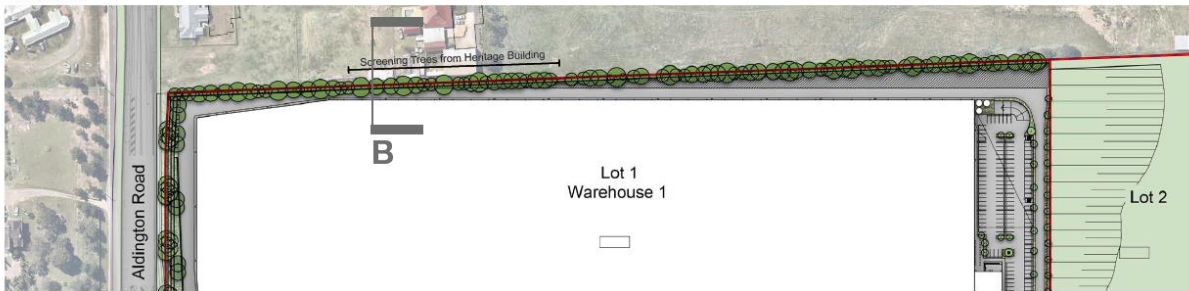 Screening Trees from Heritage Building
B
Lot 1
Warehouse 1
Aldington Road
Lot 2